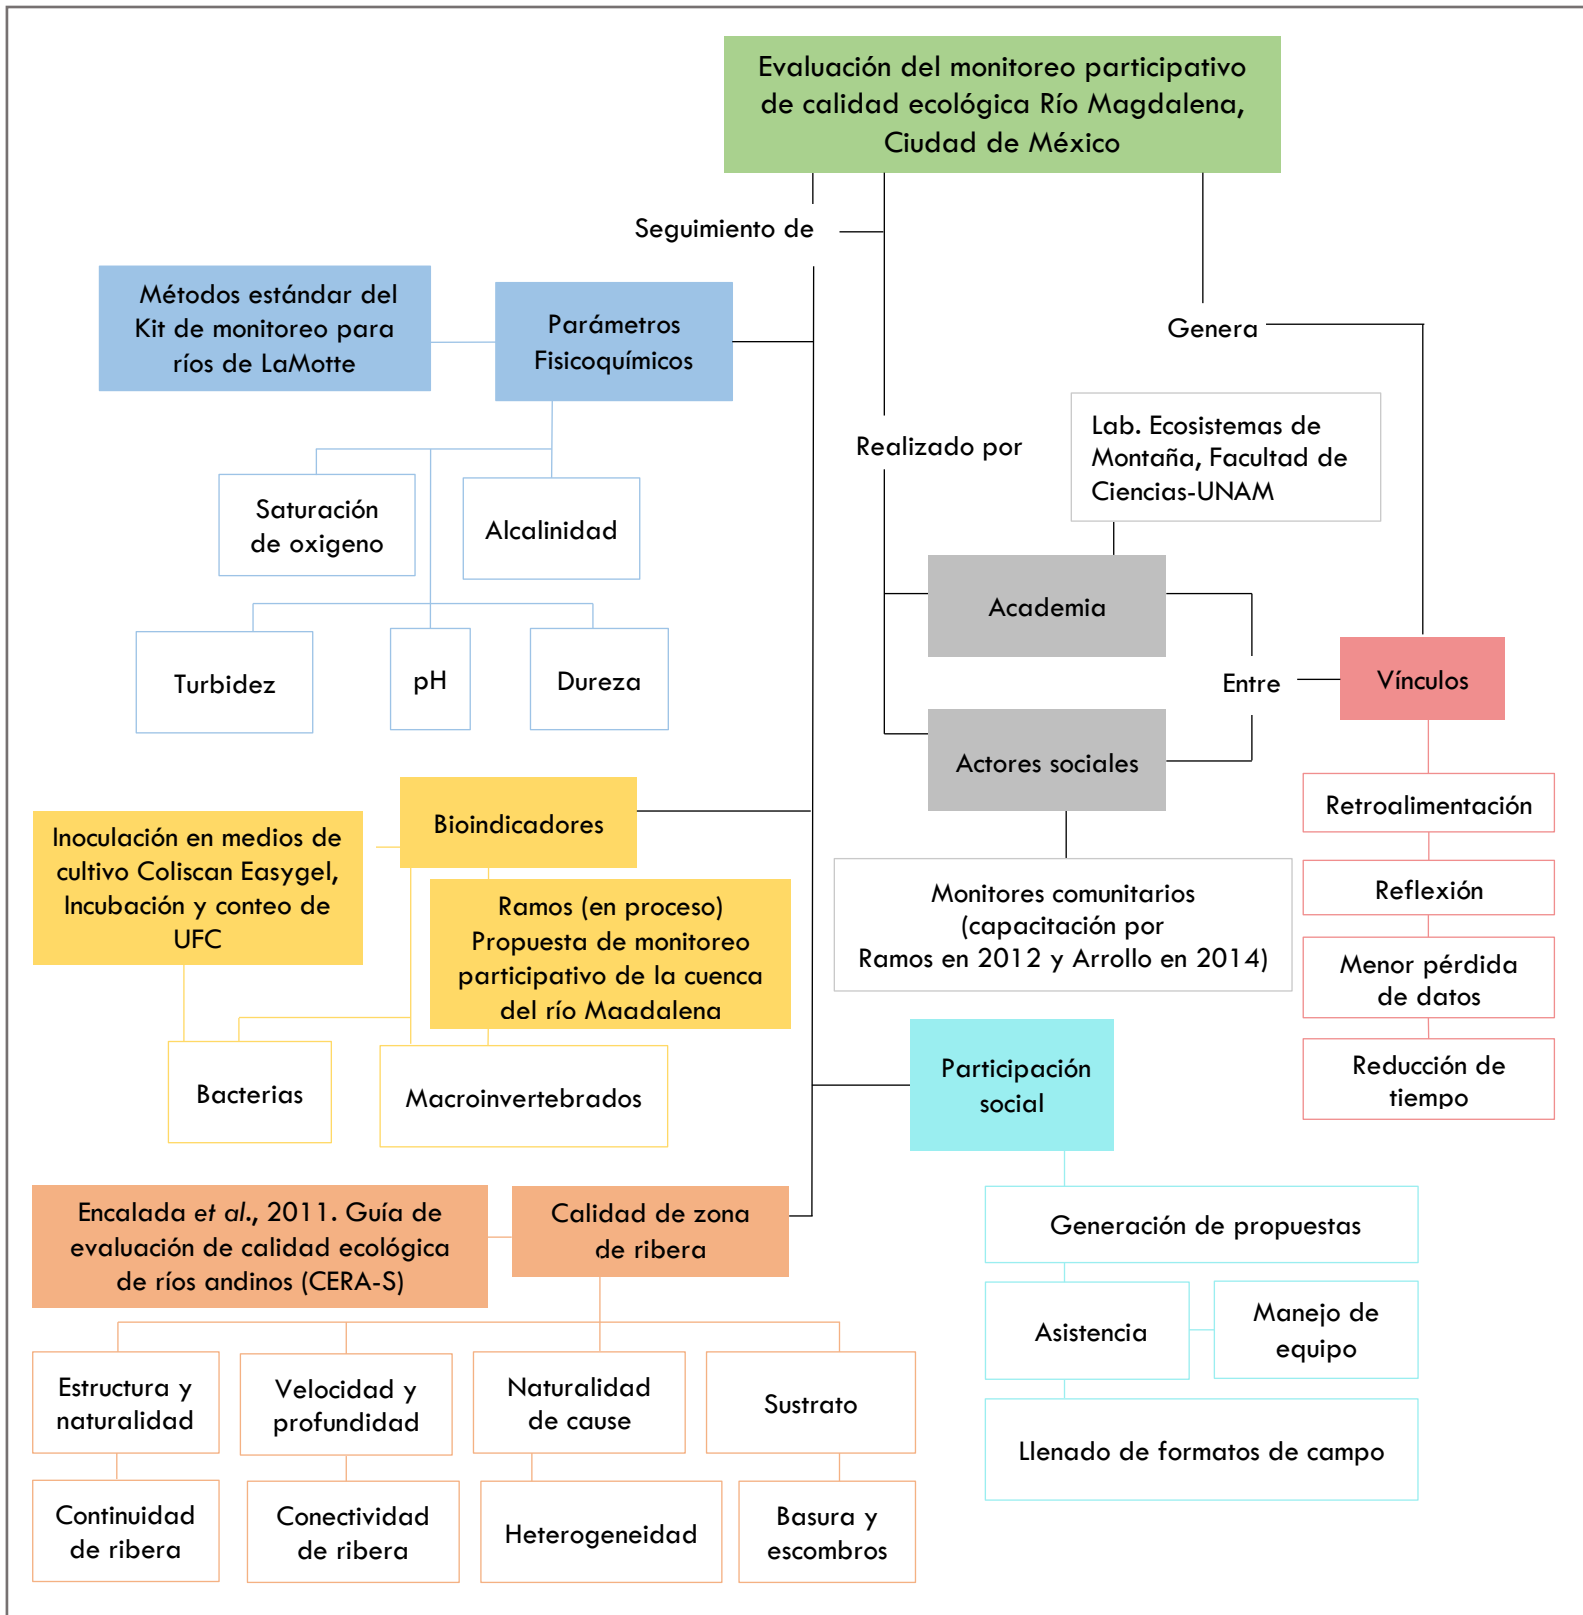 Evaluación del monitoreo participativo
de calidad ecológica Río Magdalena,
Ciudad de México
Seguimiento de
Métodos estándar del
Kit de monitoreo para
ríos de LaMotte
Parámetros
Fisicoquímicos
Genera
Realizado por
Lab. Ecosistemas de
Montaña, Facultad de
Ciencias-UNAM
Saturación
de oxigeno
Alcalinidad
Academia
Turbidez
pH
Dureza
Entre
Vínculos
Actores sociales
Retroalimentación
Reflexión
Menor pérdida
de datos
Reducción de
tiempo
Bioindicadores
Inoculación en medios de
cultivo Coliscan Easygel,
Incubación y conteo de
UFC
Ramos (en proceso)
Propuesta de monitoreo
participativo de la cuenca
del río Magdalena
Monitores comunitarios
(capacitación por
Ramos en 2012 y Arrollo en 2014)
Bacterias
Macroinvertebrados
Participación
social
Generación de propuestas
Asistencia
Manejo de
equipo
Llenado de formatos de campo
Encalada et al., 2011. Guía de
evaluación de calidad ecológica
de ríos andinos (CERA-S)
Calidad de zona
de ribera
Estructura y
naturalidad
Velocidad y
profundidad
Naturalidad
de cause
Sustrato
Continuidad
de ribera
Conectividad
de ribera
Heterogeneidad
Basura y
escombros